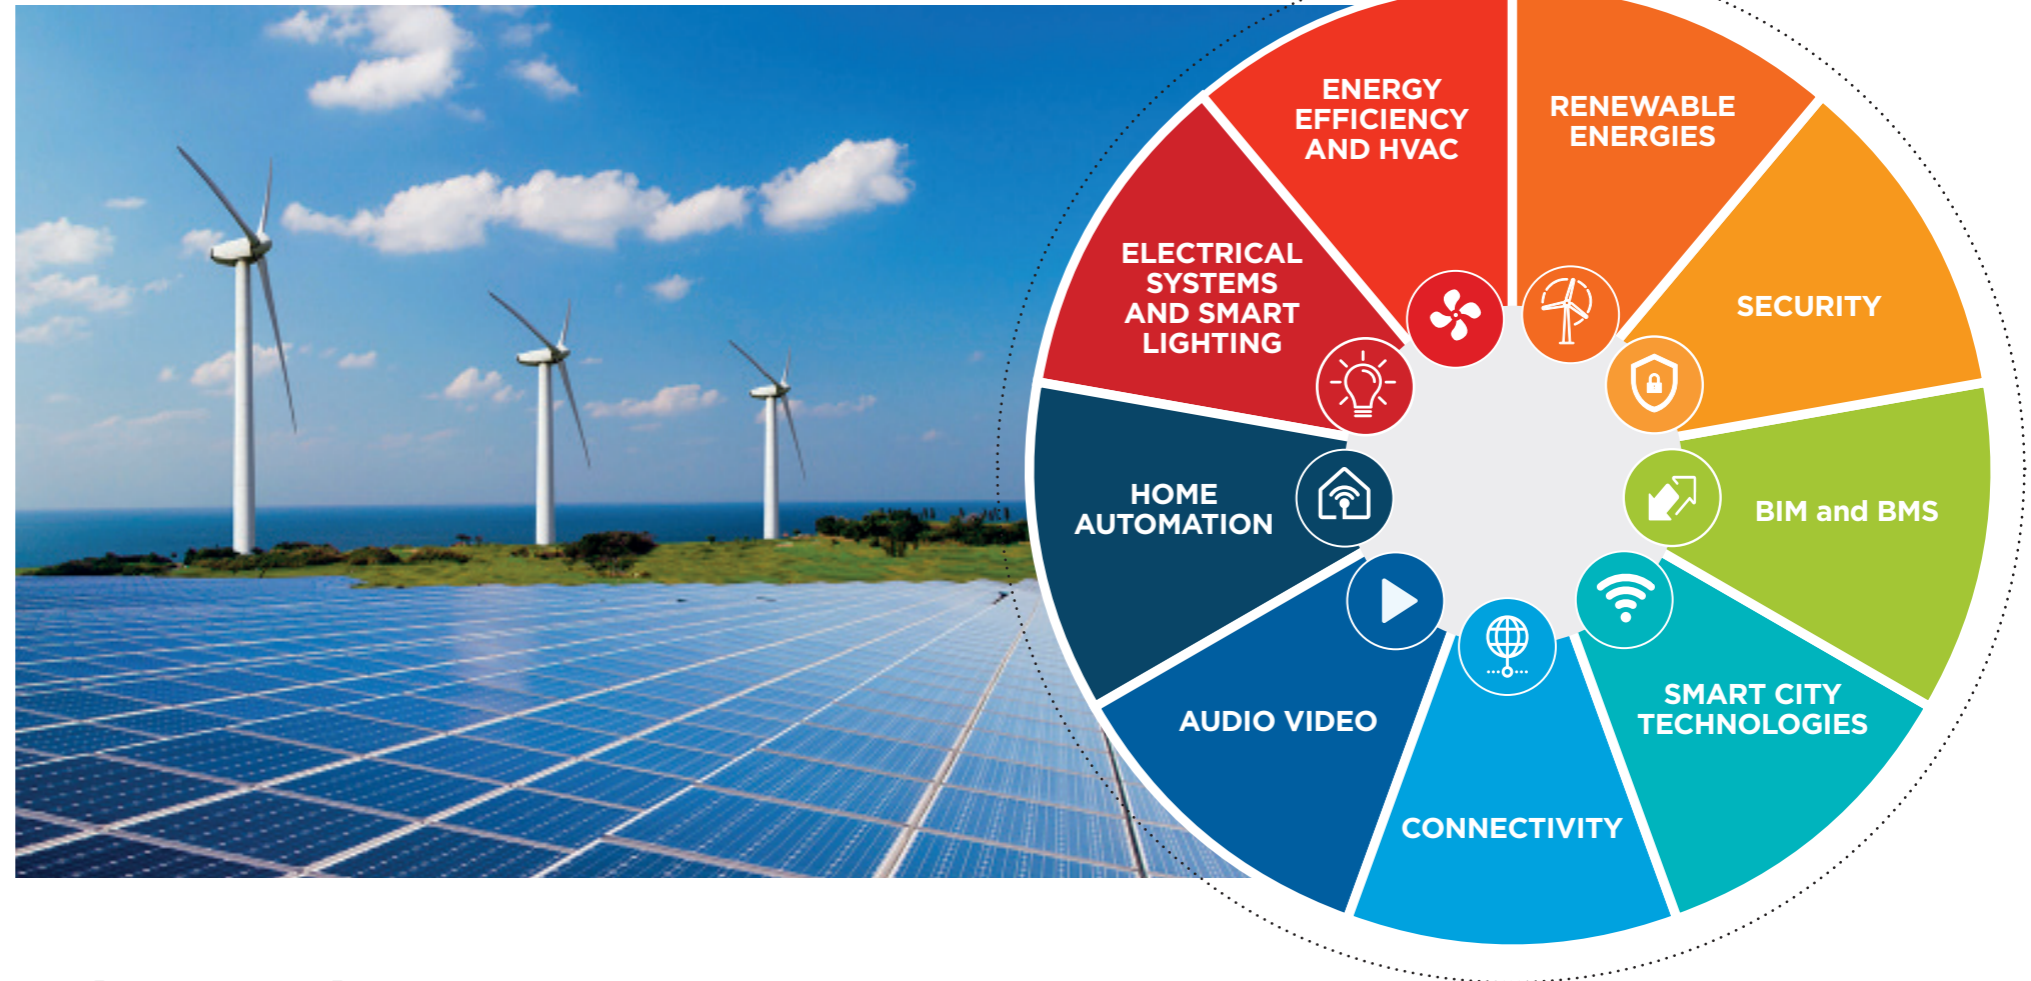 ENERGY
EFFICIENCY
AND HVAC
RENEWABLE
ENERGIES
SECURITY
BIM and BMS
SMART CITY
TECHNOLOGIES
CONNECTIVITY
AUDIO VIDEO
HOME
AUTOMATION
ELECTRICAL
SYSTEMS
AND SMART
LIGHTING